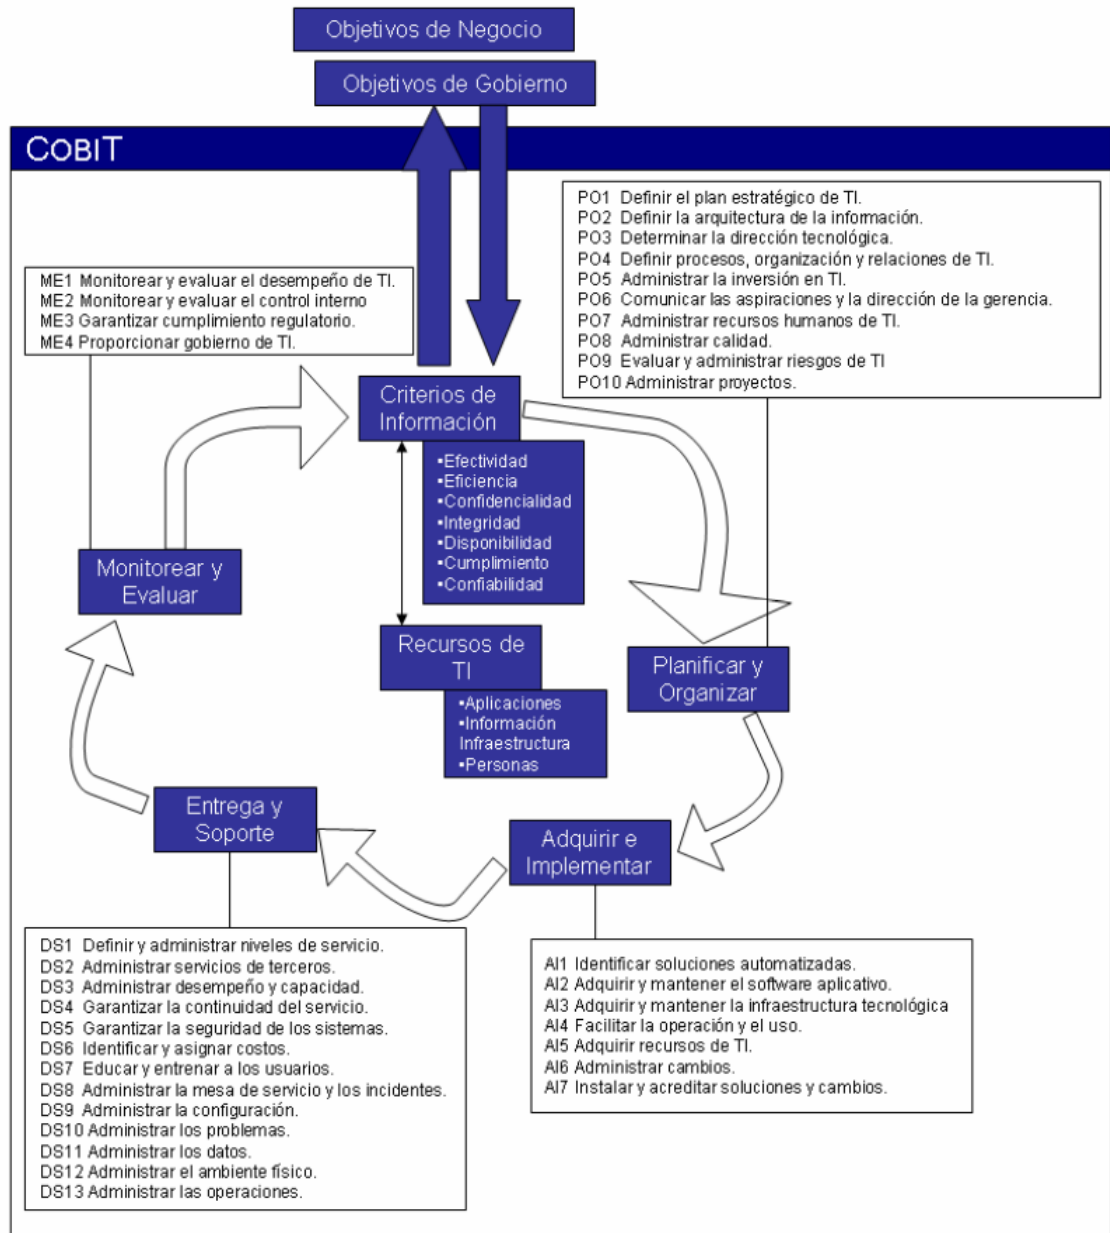 Objetivos de Negocio
Objetivos de Gobierno
COBIT
PO1 Definir el plan estratégico de TI.
PO2 Definir la arquitectura de la información.
PO3 Determinar la dirección tecnológica.
PO4 Definir procesos, organización y relaciones de TI.
PO5 Administrar la inversión en TI.
PO6 Comunicar las aspiraciones y la dirección de la gerencia.
PO7 Administrar recursos humanos de TI.
PO8 Administrar calidad.
PO9 Evaluar y administrar riesgos de TI
PO10 Administrar proyectos.
ME1 Monitorear y evaluar el desempeño de TI.
ME2 Monitorear y evaluar el control interno
ME3 Garantizar cumplimiento regulatorio.
ME4 Proporcionar gobierno de TI.
Criterios de
Información
•Efectividad
•Eficiencia
•Confidencialidad
•Integridad
•Disponibilidad
•Cumplimiento
•Confiabilidad
Monitorear y
Evaluar
Recursos de
TI
•Aplicaciones
•Información
Infraestructura
•Personas
Planificar y
Organizar
Entrega y
Soporte
Adquirir e
Implementar
DS1 Definir y administrar niveles de servicio.
DS2 Administrar servicios de terceros.
DS3 Administrar desempeño y capacidad.
DS4 Garantizar la continuidad del servicio.
DS5 Garantizar la seguridad de los sistemas.
DS6 Identificar y asignar costos.
DS7 Educar y entrenar a los usuarios.
DS8 Administrar la mesa de servicio y los incidentes.
DS9 Administrar la configuración.
DS10 Administrar los problemas.
DS11 Administrar los datos.
DS12 Administrar el ambiente físico.
DS13 Administrar las operaciones.
AI1 Identificar soluciones automatizadas.
AI2 Adquirir y mantener el software aplicativo.
AI3 Adquirir y mantener la infraestructura tecnológica
AI4 Facilitar la operación y el uso.
AI5 Adquirir recursos de TI.
AI6 Administrar cambios.
AI7 Instalar y acreditar soluciones y cambios.